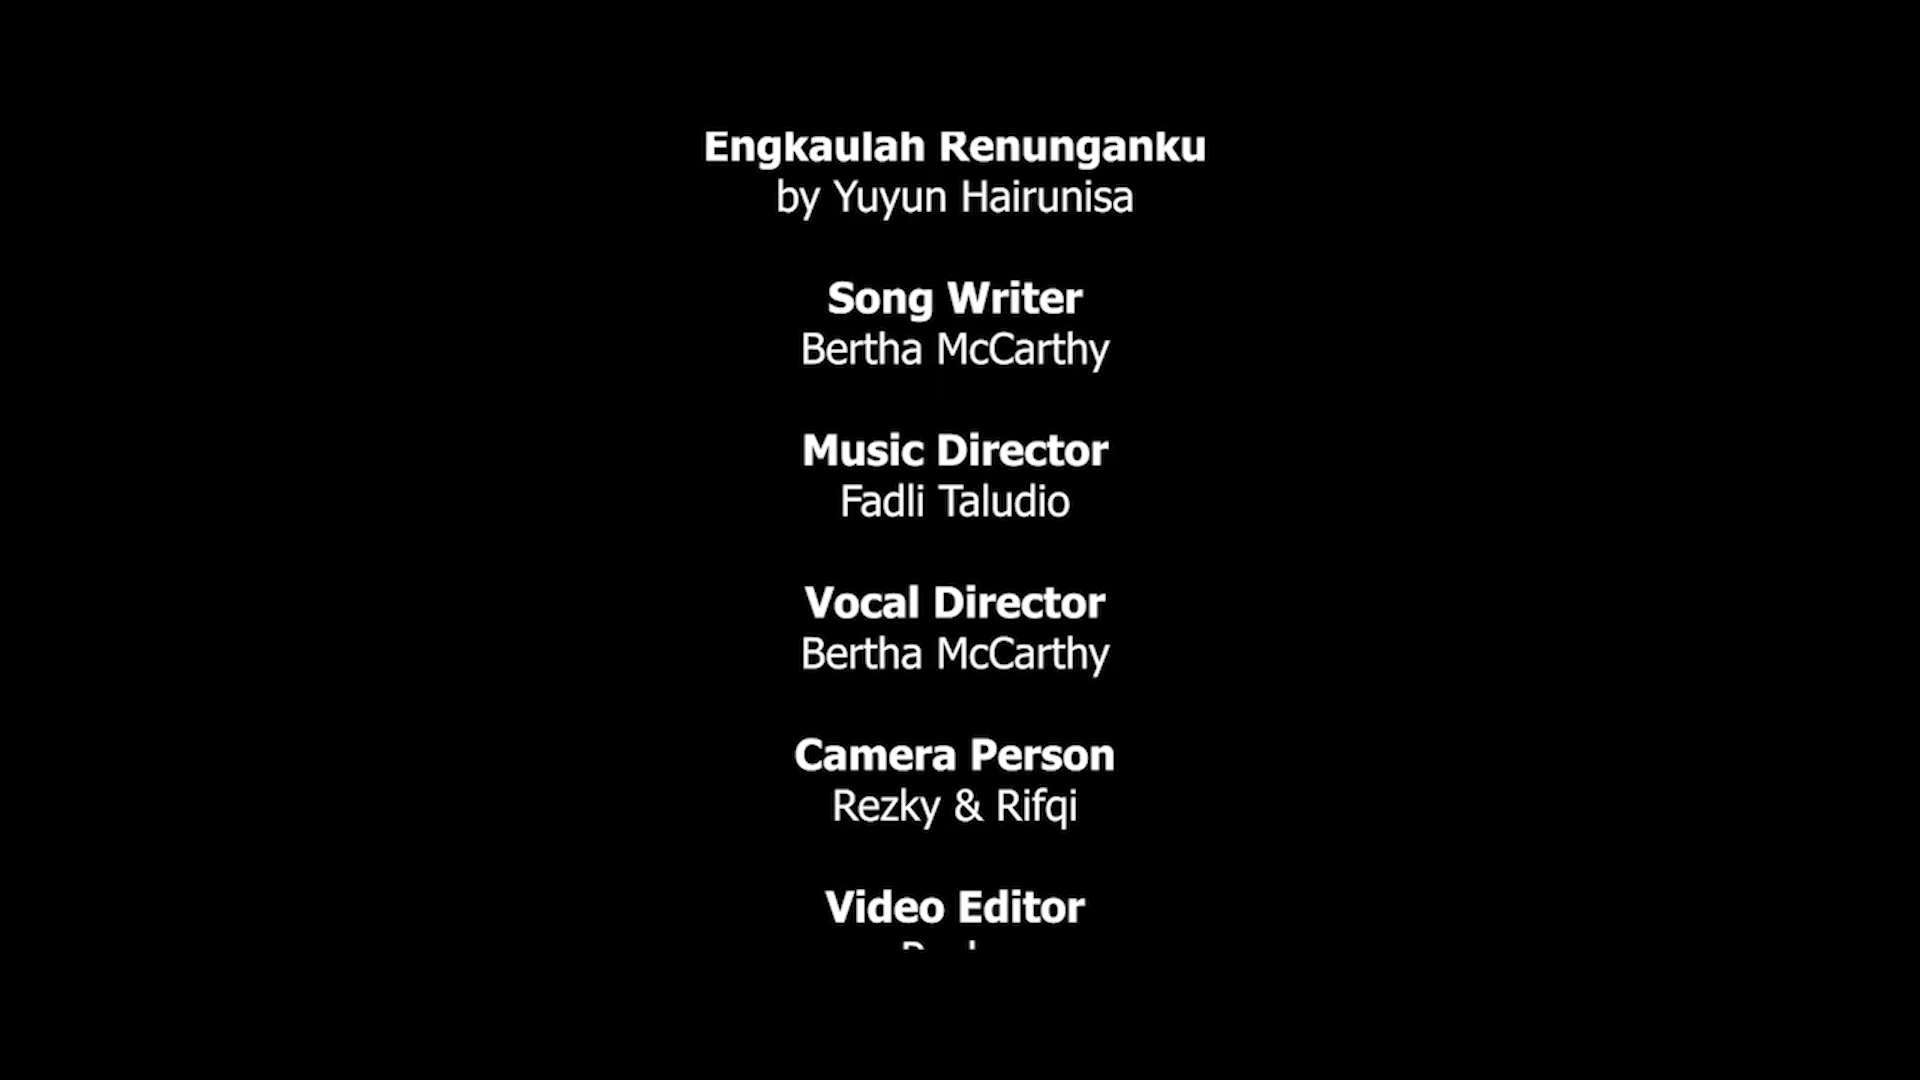 Engkaulah Renunganku
by Yuyun Hairunisa
Song Writer
Bertha McCarthy
Music Director
Fadli Taludio
Vocal Director
Bertha McCarthy
Camera Person
Rezky & Rifqi
Video Editor